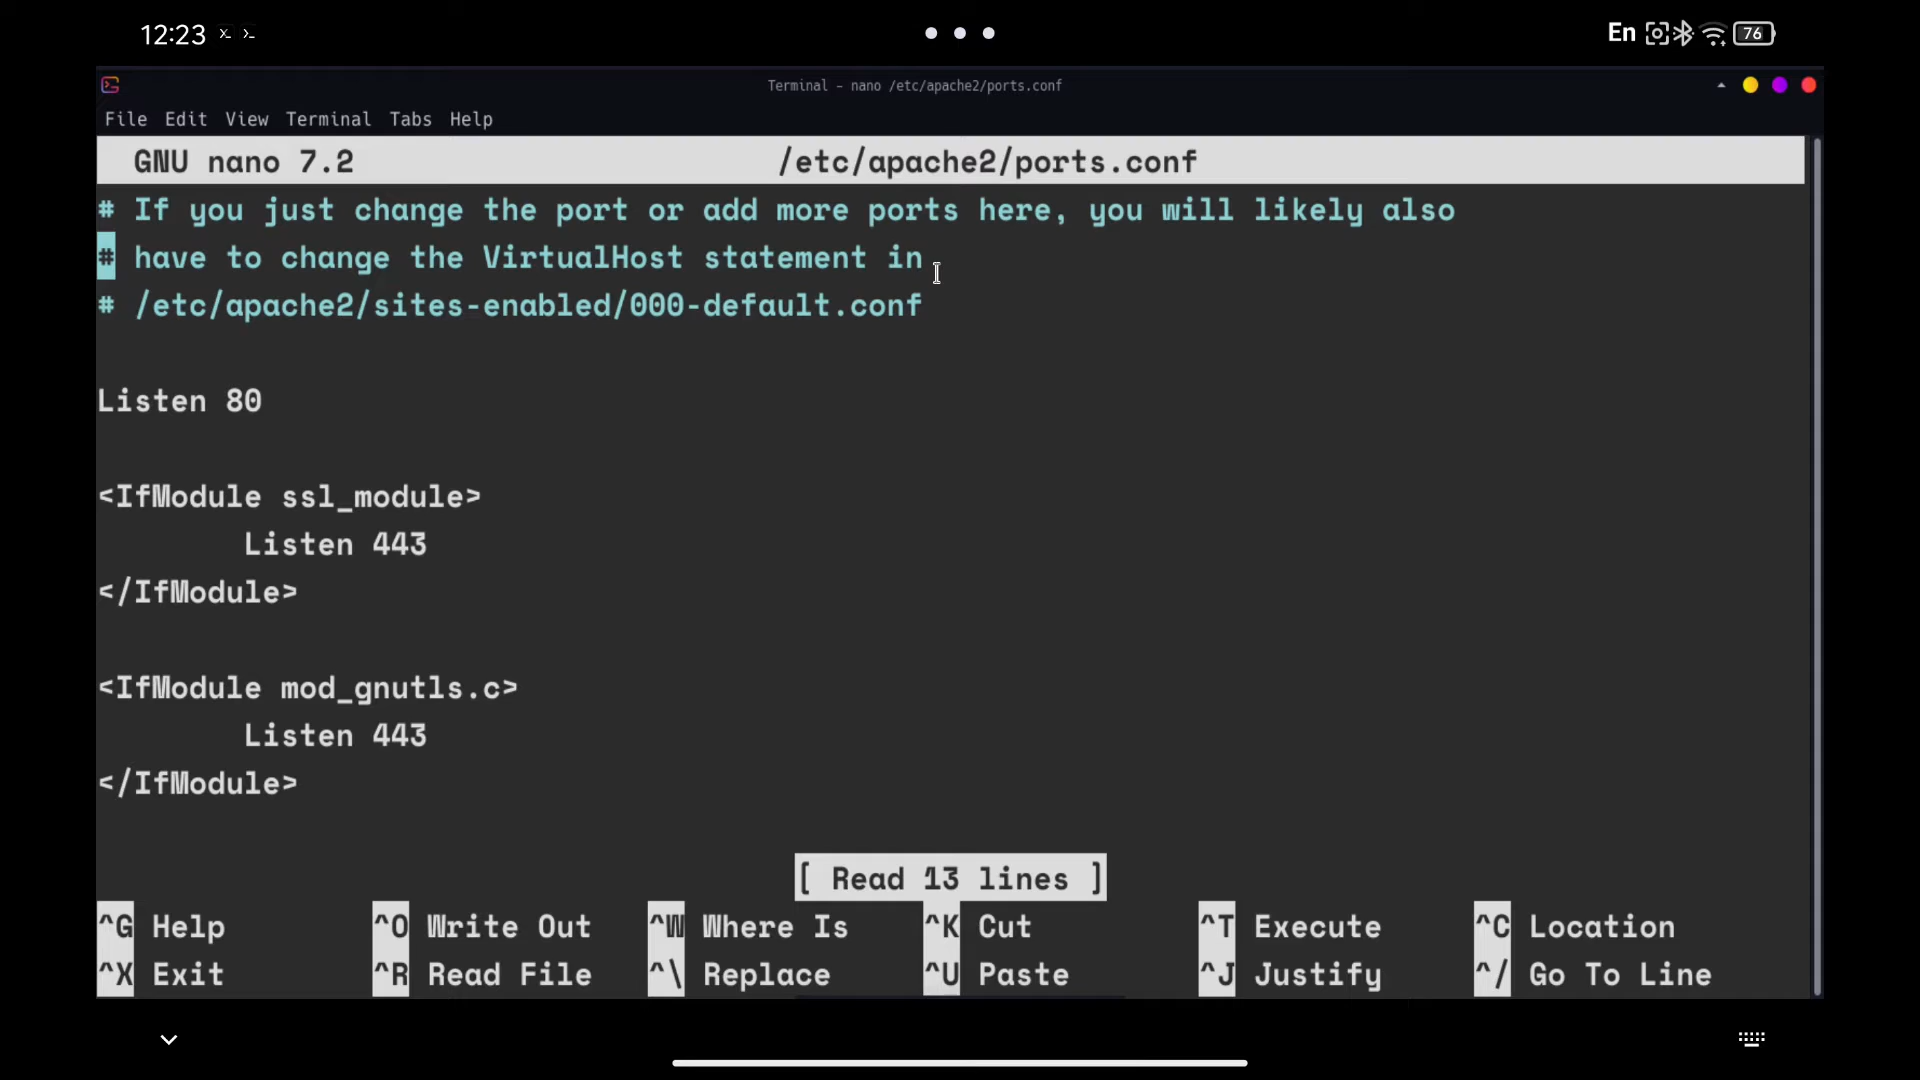 12:23
En 76
Terminal - nano /etc/apache2/ports.conf
File Edit View Terminal Tabs Help
GNU nano 7.2 /etc/apache2/ports.conf
# If you just change the port or add more ports here, you will likely also
# have to change the VirtualHost statement in
# /etc/apache2/sites-enabled/000-default.conf
Listen 80
<IfModule ssl_module>
Listen 443
</IfModule>
<IfModule mod_gnutls.c>
Listen 443
</IfModule>
[ Read 13 lines ]
^G Help ^O Write Out ^W Where Is ^K Cut ^T Execute ^C Location
^X Exit ^R Read File ^\ Replace ^U Paste ^J Justify ^/ Go To Line